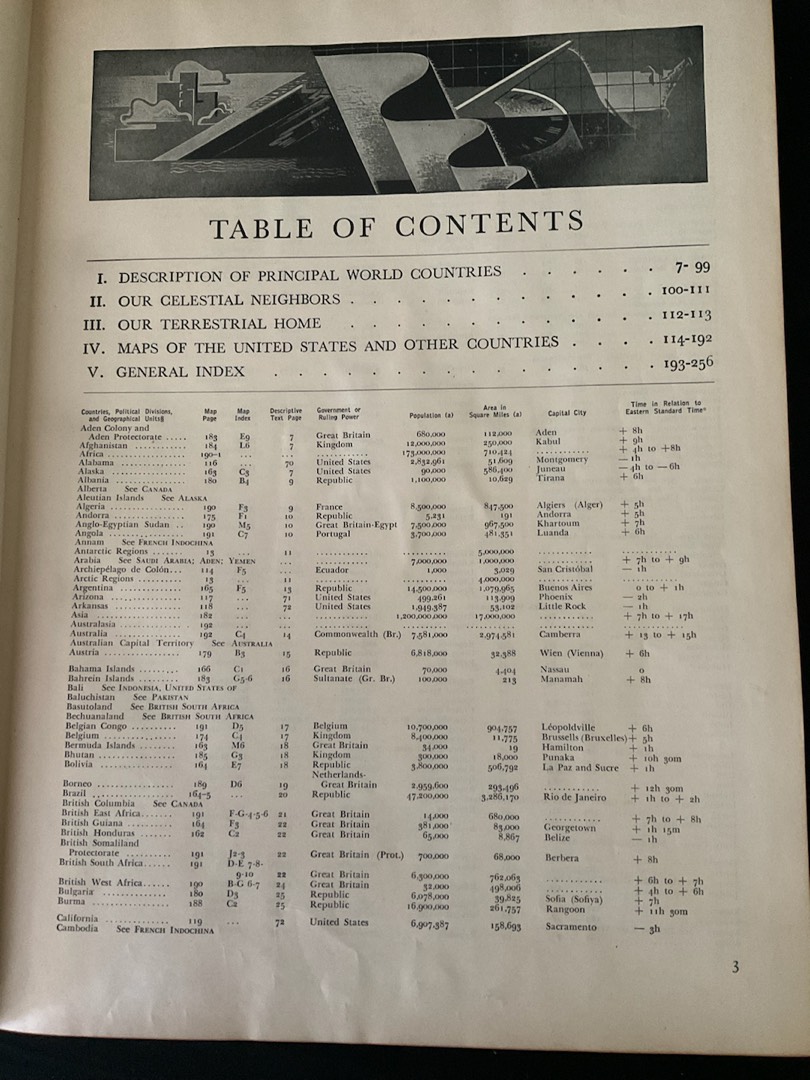 TABLE OF CONTENTS
I. DESCRIPTION OF PRINCIPAL WORLD COUNTRIES . . . . . . 7- 99
II. OUR CELESTIAL NEIGHBORS . . . . . . . . . . . . . 100-111
III. OUR TERRESTRIAL HOME . . . . . . . . . . . . . 112-113
IV. MAPS OF THE UNITED STATES AND OTHER COUNTRIES . . . . 114-192
V. GENERAL INDEX . . . . . . . . . . . . . . . . 193-256
Countries, Political Divisions, and Geographical Units§ Map Page Map Index Descriptive Text Page Government or Ruling Power Population (a) Area in Square Miles (a) Capital City Time in Relation to Eastern Standard Time*
Aden Colony and
Aden Protectorate ..... 183 E9 7 Great Britain 680,000 112,000 Aden + 8h
Afghanistan ........... 184 L6 7 Kingdom 12,000,000 250,000 Kabul + 9h
Africa ................ 190-1 ... ... ............ 173,000,000 710,424 ............ + 4h to +8h
Alabama ............... 116 ... 70 United States 2,832,961 51,609 Montgomery — 1h
Alaska ................ 163 C3 7 United States 90,000 586,400 Juneau — 4h to — 6h
Albania ............... 180 B4 9 Republic 1,100,000 10,629 Tirana + 6h
Alberta See CANADA
Aleutian Islands See ALASKA
Algeria ............... 190 F3 9 France 8,500,000 847,500 Algiers (Alger) + 5h
Andorra ............... 175 F1 10 Republic 5,231 191 Andorra + 5h
Anglo-Egyptian Sudan .. 190 M5 10 Great Britain-Egypt 7,500,000 967,500 Khartoum + 7h
Angola ................ 191 C7 10 Portugal 3,700,000 481,351 Luanda + 6h
Annam See FRENCH INDOCHINA
Antarctic Regions ..... 13 ... 11 ............ .......... 5,000,000 ............ ............
Arabia See SAUDI ARABIA; ADEN; YEMEN ... ............ 7,000,000 1,000,000 ............ + 7h to + 9h
Archipélago de Colón... 114 F5 ... Ecuador 1,000 3,029 San Cristóbal — 1h
Arctic Regions ........ 13 ... 11 ............ .......... 4,000,000 ............
Argentina ............. 165 F5 13 Republic 14,500,000 1,079,965 Buenos Aires 0 to + 1h
Arizona ............... 117 ... 71 United States 499,261 113,909 Phoenix — 2h
Arkansas .............. 118 ... 72 United States 1,949,387 53,102 Little Rock — 1h
Asia .................. 182 ... ... ............ 1,200,000,000 17,000,000 ............ + 7h to + 17h
Australasia ........... 192 ... ... ............ .......... .......... ............ ............
Australia ............. 192 C4 14 Commonwealth (Br.) 7,581,000 2,974,581 Camberra + 13 to + 15h
Australian Capital Territory See AUSTRALIA
Austria ............... 179 B3 15 Republic 6,818,000 32,388 Wien (Vienna) + 6h
Bahama Islands ........ 166 C1 16 Great Britain 70,000 4,404 Nassau 0
Bahrein Islands ....... 183 G5-6 16 Sultanate (Gr. Br.) 100,000 213 Manamah + 8h
Bali See INDONESIA, UNITED STATES OF
Baluchistan See PAKISTAN
Basutoland See BRITISH SOUTH AFRICA
Bechuanaland See BRITISH SOUTH AFRICA
Belgian Congo ......... 191 D5 17 Belgium 10,700,000 904,757 Léopoldville + 6h
Belgium ............... 174 C4 17 Kingdom 8,400,000 11,775 Brussells (Bruxelles) + 5h
Bermuda Islands ....... 163 M6 18 Great Britain 34,000 19 Hamilton + 1h
Bhutan ................ 185 G3 18 Kingdom 300,000 18,000 Punaka + 10h 30m
Bolivia ............... 164 E7 18 Republic 3,800,000 506,792 La Paz and Sucre + 1h
Netherlands-
Borneo ................ 189 D6 19 Great Britain 2,959,600 293,496 ............ + 12h 30m
Brazil ................ 164-5 ... 20 Republic 47,200,000 3,286,170 Rio de Janeiro + 1h to + 2h
British Columbia See CANADA
British East Africa.... 191 F-G-4-5-6 21 Great Britain 14,000 680,000 ............ + 7h to + 8h
British Guiana ........ 164 F3 22 Great Britain 381,000 83,000 Georgetown + 1h 15m
British Honduras ...... 162 C2 22 Great Britain 65,000 8,867 Belize — 1h
British Somaliland
Protectorate .......... 191 J2-3 22 Great Britain (Prot.) 700,000 68,000 Berbera + 8h
British South Africa... 191 D-E 7-8-
9-10 22 Great Britain 6,300,000 762,063 ............ + 6h to + 7h
British West Africa.... 190 B-G 6-7 24 Great Britain 32,000 498,006 ............ + 4h to + 6h
Bulgaria .............. 180 D3 25 Republic 6,078,000 39,825 Sofia (Sofiya) + 7h
Burma ................. 188 C2 25 Republic 16,900,000 261,757 Rangoon + 11h 30m
California ............ 119 ... 72 United States 6,907,387 158,693 Sacramento — 3h
Cambodia See FRENCH INDOCHINA
3